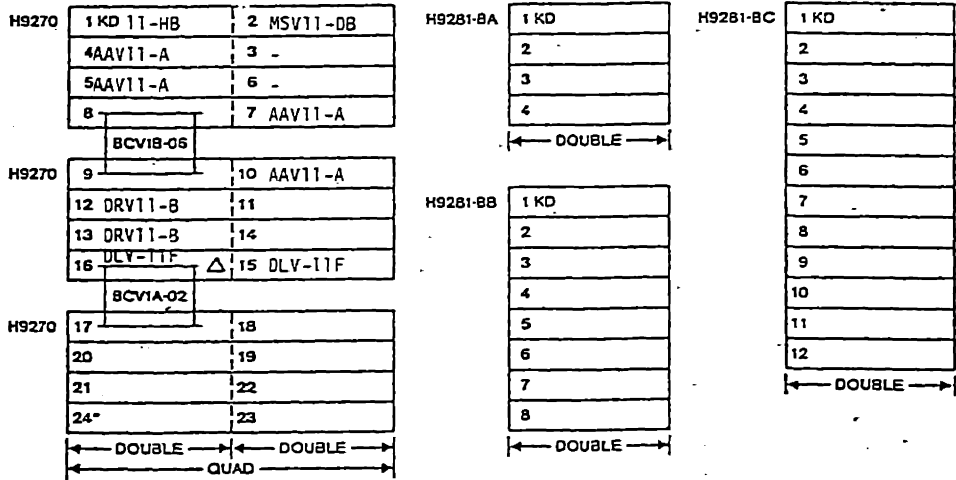 H9270
1 KD 11-HB
2 MSV11-DB
4AAV11-A
3 -
5AAV11-A
6 -
8
7 AAV11-A
BCV1B-06
H9270
9
10 AAV11-A
12 DRV11-B
11
13 DRV11-B
14
16 DLV-11F △
15 DLV-11F
BCV1A-02
H9270
17
18
20
19
21
22
24
23
DOUBLE
DOUBLE
QUAD
H9281-BA
1 KD
2
3
4
DOUBLE
H9281-BB
1 KD
2
3
4
5
6
7
8
DOUBLE
H9281-BC
1 KD
2
3
4
5
6
7
8
9
10
11
12
DOUBLE